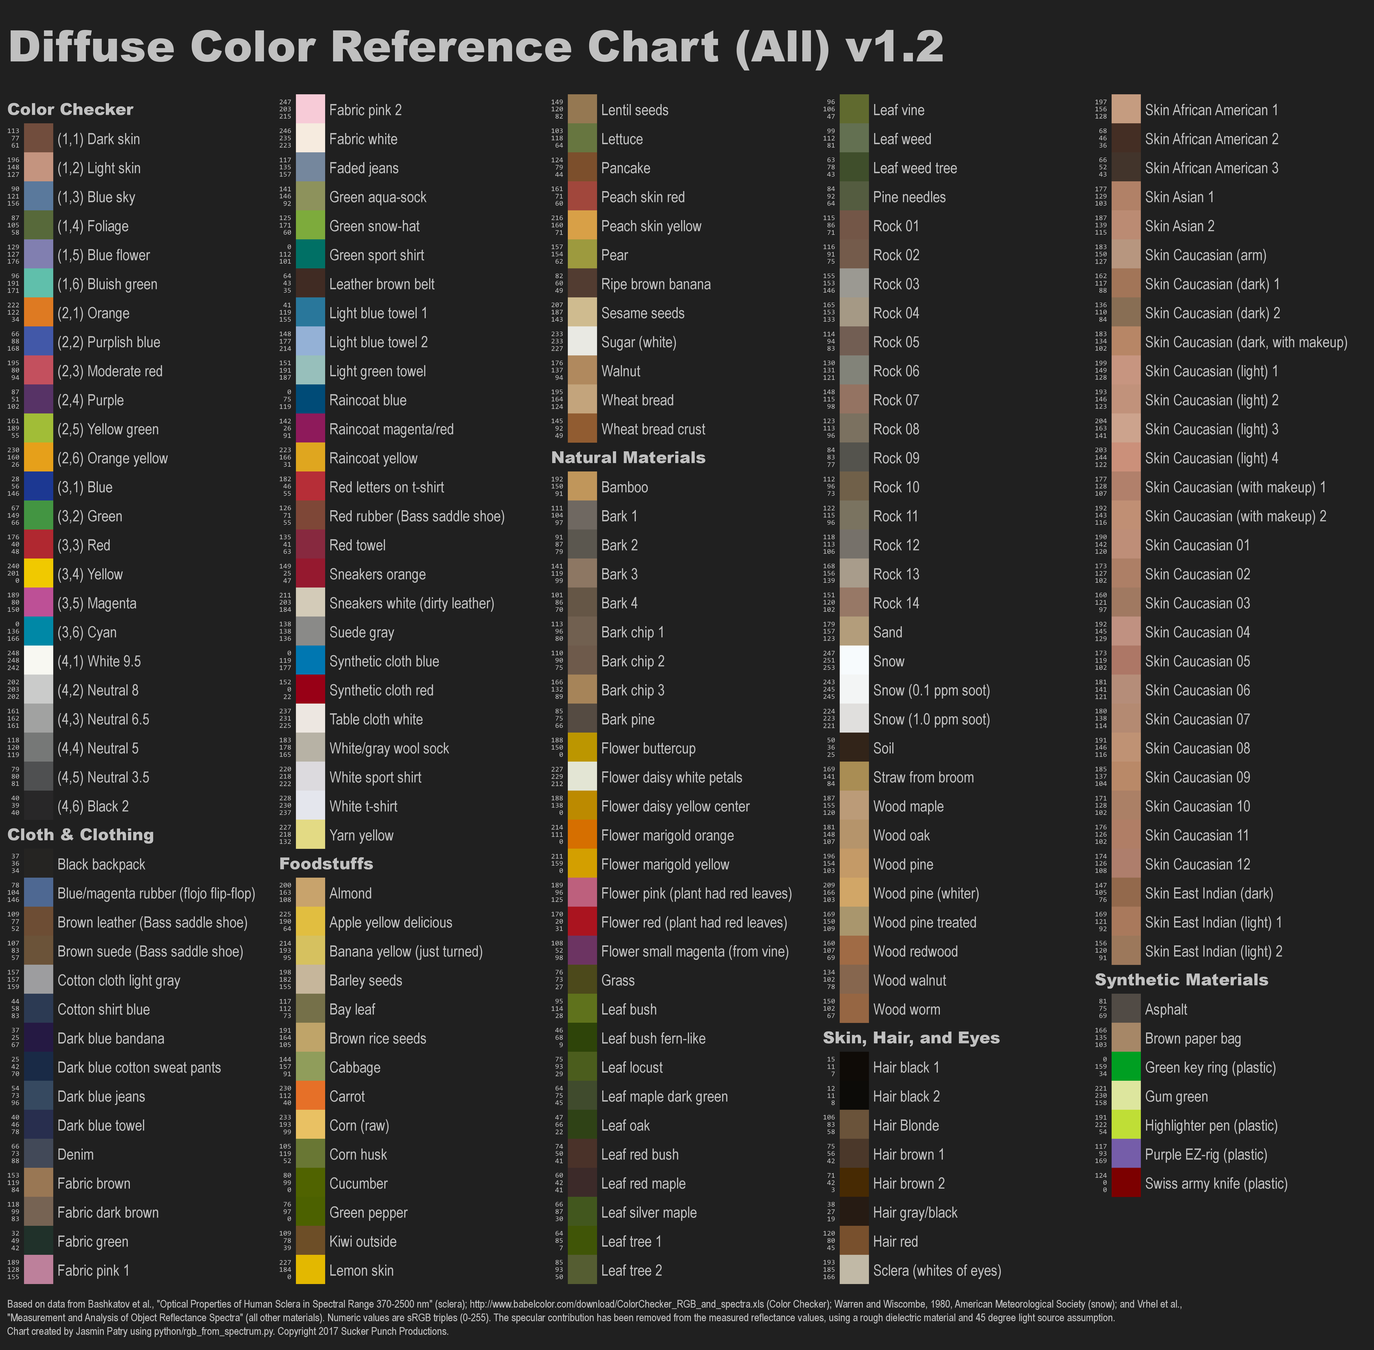 Diffuse Color Reference Chart (All) v1.2
Color Checker
113 77 61 (1,1) Dark skin
196 148 127 (1,2) Light skin
90 121 156 (1,3) Blue sky
87 105 58 (1,4) Foliage
129 127 176 (1,5) Blue flower
96 191 171 (1,6) Bluish green
222 122 34 (2,1) Orange
66 88 168 (2,2) Purplish blue
195 80 94 (2,3) Moderate red
87 51 102 (2,4) Purple
161 189 55 (2,5) Yellow green
230 160 26 (2,6) Orange yellow
28 56 146 (3,1) Blue
67 149 66 (3,2) Green
176 40 48 (3,3) Red
240 201 0 (3,4) Yellow
189 80 150 (3,5) Magenta
0 136 166 (3,6) Cyan
248 248 242 (4,1) White 9.5
202 203 202 (4,2) Neutral 8
161 162 161 (4,3) Neutral 6.5
118 120 119 (4,4) Neutral 5
79 80 81 (4,5) Neutral 3.5
40 39 40 (4,6) Black 2
Cloth & Clothing
37 36 34 Black backpack
78 104 146 Blue/magenta rubber (flojo flip-flop)
109 77 52 Brown leather (Bass saddle shoe)
107 83 57 Brown suede (Bass saddle shoe)
157 157 159 Cotton cloth light gray
44 58 83 Cotton shirt blue
37 25 67 Dark blue bandana
25 42 70 Dark blue cotton sweat pants
54 73 96 Dark blue jeans
40 46 78 Dark blue towel
66 73 88 Denim
153 119 84 Fabric brown
118 99 83 Fabric dark brown
32 49 42 Fabric green
189 128 155 Fabric pink 1
247 203 215 Fabric pink 2
246 235 223 Fabric white
117 135 157 Faded jeans
141 146 92 Green aqua-sock
125 171 60 Green snow-hat
0 112 101 Green sport shirt
64 43 35 Leather brown belt
41 119 155 Light blue towel 1
148 177 214 Light blue towel 2
151 191 187 Light green towel
0 75 119 Raincoat blue
142 26 91 Raincoat magenta/red
223 166 31 Raincoat yellow
182 46 55 Red letters on t-shirt
126 71 55 Red rubber (Bass saddle shoe)
135 41 63 Red towel
149 25 47 Sneakers orange
211 203 184 Sneakers white (dirty leather)
138 138 136 Suede gray
0 119 177 Synthetic cloth blue
152 0 22 Synthetic cloth red
237 231 225 Table cloth white
183 178 165 White/gray wool sock
220 218 222 White sport shirt
228 230 237 White t-shirt
227 218 132 Yarn yellow
Foodstuffs
200 163 108 Almond
225 190 64 Apple yellow delicious
214 193 95 Banana yellow (just turned)
198 182 155 Barley seeds
117 112 73 Bay leaf
191 164 105 Brown rice seeds
144 157 91 Cabbage
230 112 40 Carrot
233 193 99 Corn (raw)
105 119 52 Corn husk
80 99 0 Cucumber
76 97 0 Green pepper
109 78 39 Kiwi outside
227 184 0 Lemon skin
149 120 82 Lentil seeds
103 118 64 Lettuce
124 79 44 Pancake
161 71 60 Peach skin red
216 160 71 Peach skin yellow
157 154 62 Pear
82 60 49 Ripe brown banana
207 187 143 Sesame seeds
233 233 227 Sugar (white)
176 137 94 Walnut
195 164 124 Wheat bread
145 92 49 Wheat bread crust
Natural Materials
192 150 91 Bamboo
111 104 97 Bark 1
91 87 79 Bark 2
141 119 99 Bark 3
101 86 70 Bark 4
113 96 80 Bark chip 1
110 90 75 Bark chip 2
166 132 89 Bark chip 3
85 75 66 Bark pine
188 150 0 Flower buttercup
227 229 212 Flower daisy white petals
188 138 0 Flower daisy yellow center
214 111 0 Flower marigold orange
211 159 0 Flower marigold yellow
189 96 125 Flower pink (plant had red leaves)
170 20 31 Flower red (plant had red leaves)
108 52 98 Flower small magenta (from vine)
76 73 27 Grass
95 114 28 Leaf bush
46 68 9 Leaf bush fern-like
75 93 29 Leaf locust
64 75 45 Leaf maple dark green
47 66 22 Leaf oak
74 50 41 Leaf red bush
60 42 41 Leaf red maple
66 87 30 Leaf silver maple
64 85 7 Leaf tree 1
85 93 50 Leaf tree 2
96 106 47 Leaf vine
99 112 81 Leaf weed
63 78 43 Leaf weed tree
84 92 64 Pine needles
115 86 71 Rock 01
116 91 75 Rock 02
155 153 146 Rock 03
165 153 133 Rock 04
114 94 83 Rock 05
130 131 121 Rock 06
148 115 98 Rock 07
123 113 96 Rock 08
84 83 77 Rock 09
112 96 73 Rock 10
122 115 96 Rock 11
118 113 106 Rock 12
168 156 139 Rock 13
151 120 102 Rock 14
179 157 123 Sand
247 251 253 Snow
243 245 245 Snow (0.1 ppm soot)
224 223 221 Snow (1.0 ppm soot)
50 36 25 Soil
169 141 84 Straw from broom
187 155 120 Wood maple
181 148 107 Wood oak
196 154 103 Wood pine
209 166 103 Wood pine (whiter)
169 150 109 Wood pine treated
160 107 69 Wood redwood
134 102 78 Wood walnut
150 102 67 Wood worm
Skin, Hair, and Eyes
15 11 7 Hair black 1
12 11 8 Hair black 2
106 83 58 Hair Blonde
75 56 42 Hair brown 1
71 42 3 Hair brown 2
38 27 19 Hair gray/black
120 80 45 Hair red
193 185 166 Sclera (whites of eyes)
197 156 128 Skin African American 1
68 46 36 Skin African American 2
66 52 43 Skin African American 3
177 129 103 Skin Asian 1
187 139 115 Skin Asian 2
183 150 127 Skin Caucasian (arm)
162 117 88 Skin Caucasian (dark) 1
136 110 84 Skin Caucasian (dark) 2
183 134 102 Skin Caucasian (dark, with makeup)
199 149 128 Skin Caucasian (light) 1
193 146 123 Skin Caucasian (light) 2
204 163 141 Skin Caucasian (light) 3
203 144 122 Skin Caucasian (light) 4
177 128 107 Skin Caucasian (with makeup) 1
192 143 116 Skin Caucasian (with makeup) 2
190 142 120 Skin Caucasian 01
173 127 102 Skin Caucasian 02
160 121 97 Skin Caucasian 03
192 145 129 Skin Caucasian 04
173 119 102 Skin Caucasian 05
181 141 121 Skin Caucasian 06
180 138 114 Skin Caucasian 07
191 146 116 Skin Caucasian 08
185 137 104 Skin Caucasian 09
171 128 102 Skin Caucasian 10
176 126 102 Skin Caucasian 11
174 126 108 Skin Caucasian 12
147 105 76 Skin East Indian (dark)
169 121 92 Skin East Indian (light) 1
156 120 91 Skin East Indian (light) 2
Synthetic Materials
81 75 69 Asphalt
166 135 103 Brown paper bag
0 159 34 Green key ring (plastic)
221 230 158 Gum green
191 222 54 Highlighter pen (plastic)
117 93 169 Purple EZ-rig (plastic)
124 0 0 Swiss army knife (plastic)
Based on data from Bashkatov et al., "Optical Properties of Human Sclera in Spectral Range 370-2500 nm" (sclera); http://www.babelcolor.com/download/ColorChecker_RGB_and_spectra.xls (Color Checker); Warren and Wiscombe, 1980, American Meteorological Society (snow); and Vrhel et al.,
"Measurement and Analysis of Object Reflectance Spectra" (all other materials). Numeric values are sRGB triples (0-255). The specular contribution has been removed from the measured reflectance values, using a rough dielectric material and 45 degree light source assumption.
Chart created by Jasmin Patry using python/rgb_from_spectrum.py. Copyright 2017 Sucker Punch Productions.